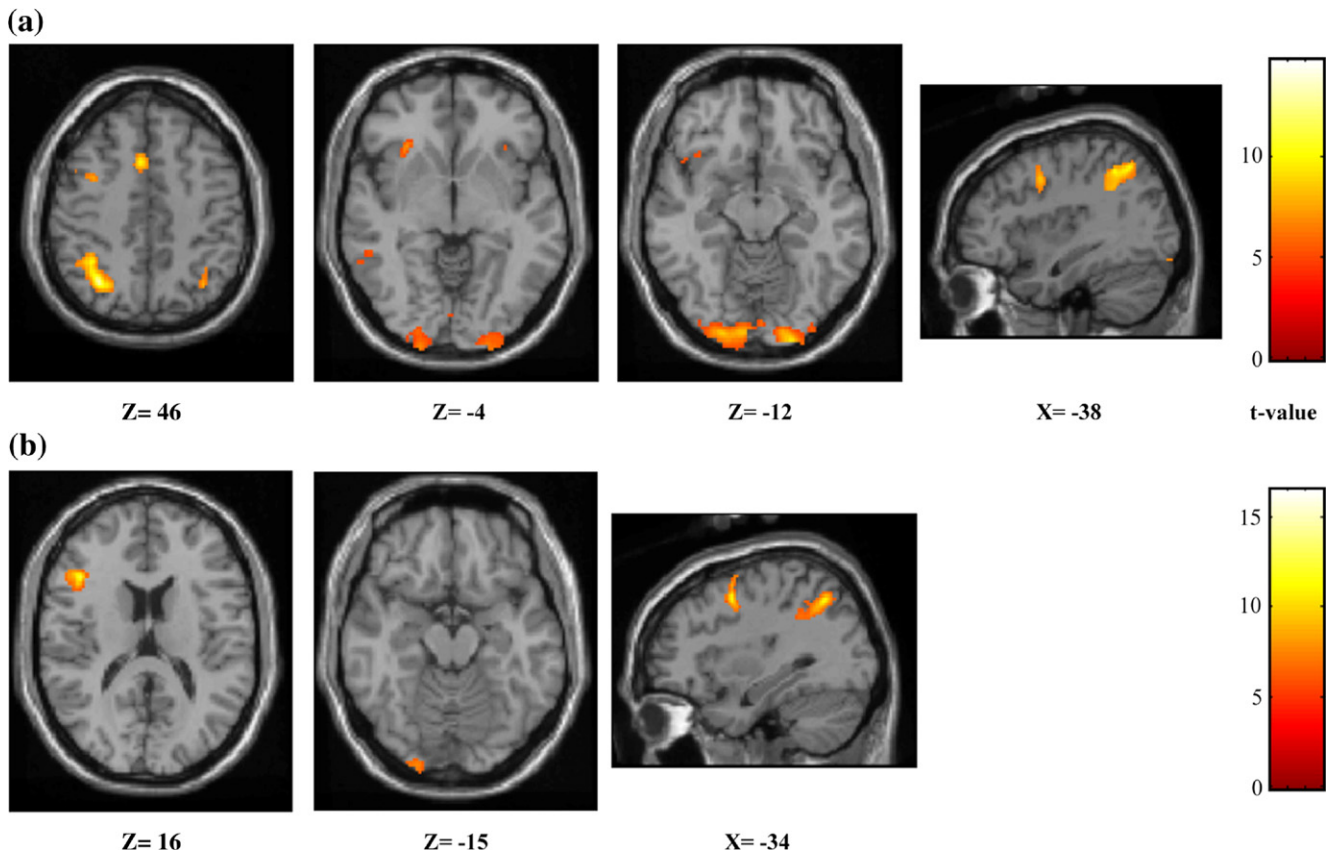 (a)
10
5
0
Z= 46
Z= -4
Z= -12
X= -38
t-value
(b)
15
10
5
0
Z= 16
Z= -15
X= -34